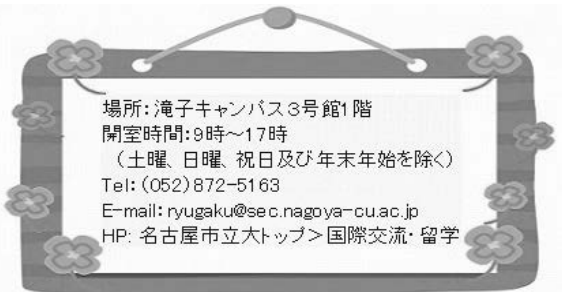 場所:滝子キャンパス3号館1階
開室時間:9時～17時
（土曜、日曜、祝日及び年末年始を除く）
Tel:(052)872-5163
E-mail:ryugaku@sec.nagoya-cu.ac.jp
HP: 名古屋市立大トップ＞国際交流・留学